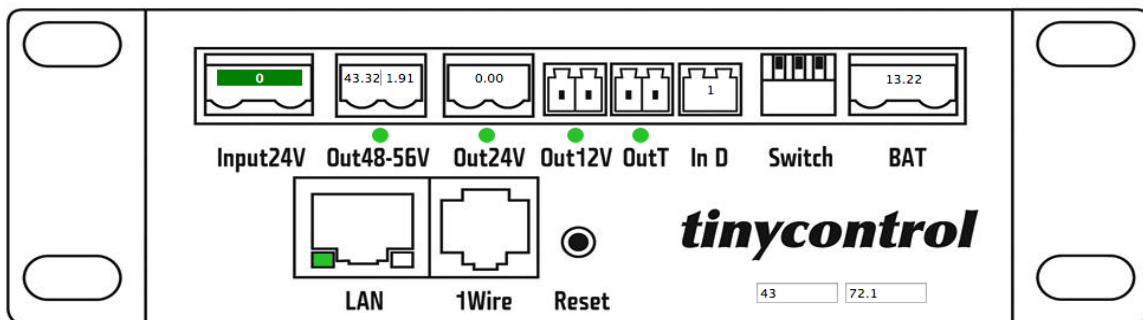 0 43.32 1.91 0.00 1 13.22
Input24V Out48-56V Out24V Out12V OutT In D Switch BAT
tinycontrol
43 72.1
LAN 1Wire Reset